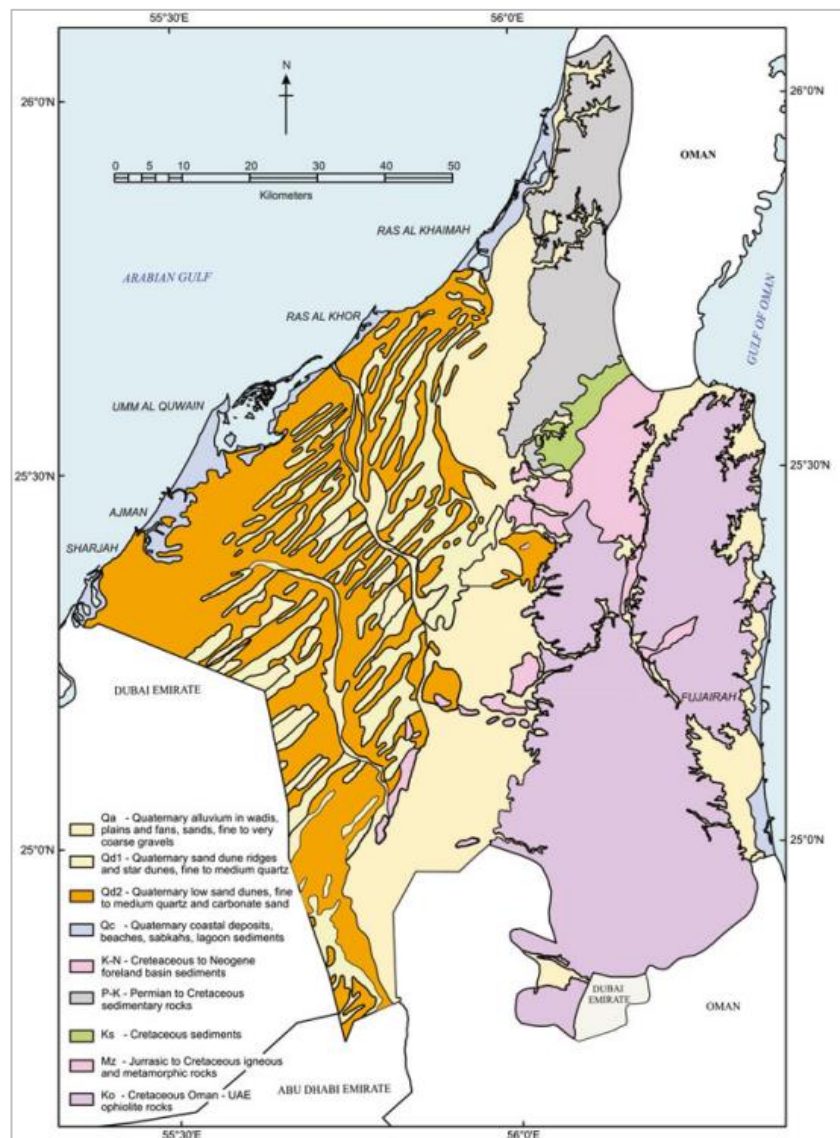 55°30'E
56°0'E
N
26°0'N
26°0'N
OMAN
0 5 10 20 30 40 50
Kilometers
RAS AL KHAIMAH
ARABIAN GULF
RAS AL KHOR
GULF OF OMAN
UMM AL QUWAIN
25°30'N
25°30'N
AJMAN
SHARJAH
DUBAI EMIRATE
FUJAIRAH
25°0'N
25°0'N
Qa - Quaternary alluvium in wadis,
plains and fans, sands, fine to very
coarse gravels
Qd1 - Quaternary sand dune ridges
and star dunes, fine to medium quartz
Qd2 - Quaternary low sand dunes, fine
to medium quartz and carbonate sand
Qc - Quaternary coastal deposits,
beaches, sabkahs, lagoon sediments
K-N - Creteaceous to Neogene
foreland basin sediments
P-K - Permian to Cretaceous
sedimentary rocks
Ks - Cretaceous sediments
Mz - Jurrasic to Cretaceous igneous
and metamorphic rocks
Ko - Cretaceous Oman - UAE
ophiolite rocks
DUBAI
EMIRATE
OMAN
ABU DHABI EMIRATE
55°30'E
56°0'E